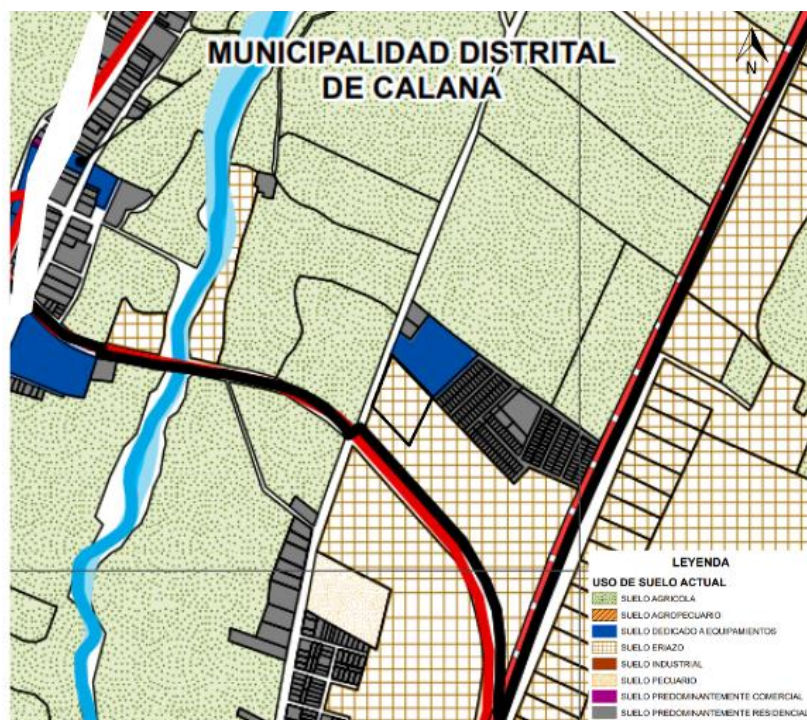 MUNICIPALIDAD DISTRITAL
DE CALANA
N
LEYENDA
USO DE SUELO ACTUAL
SUELO AGRICOLA
SUELO AGROPECUARIO
SUELO DEDICADO A EQUIPAMIENTOS
SUELO ERIAZO
SUELO INDUSTRIAL
SUELO PECUARIO
SUELO PREDOMINANTEMENTE COMERCIAL
SUELO PREDOMINANTEMENTE RESIDENCIAL